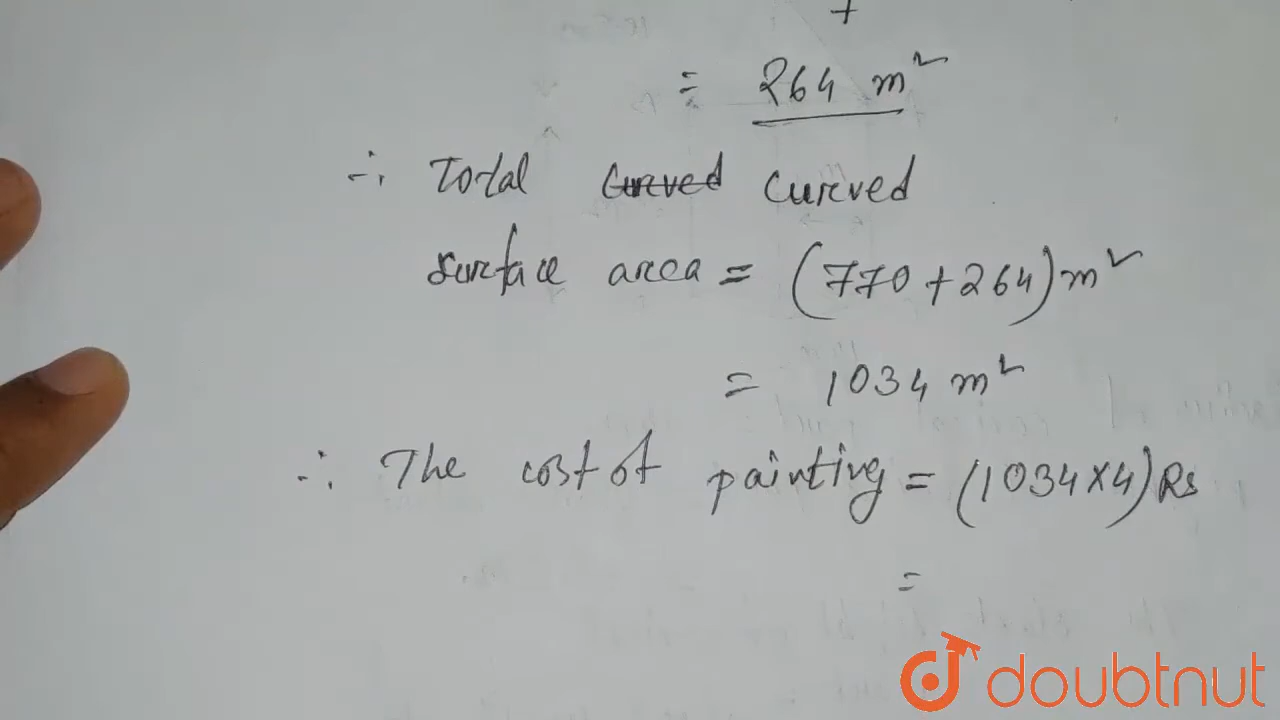 7
= 264 m²
∴ Total curved
surface area = (770 + 264) m²
= 1034 m²
∴ The cost of painting = (1034 × 4) Rs
=
doubtnut